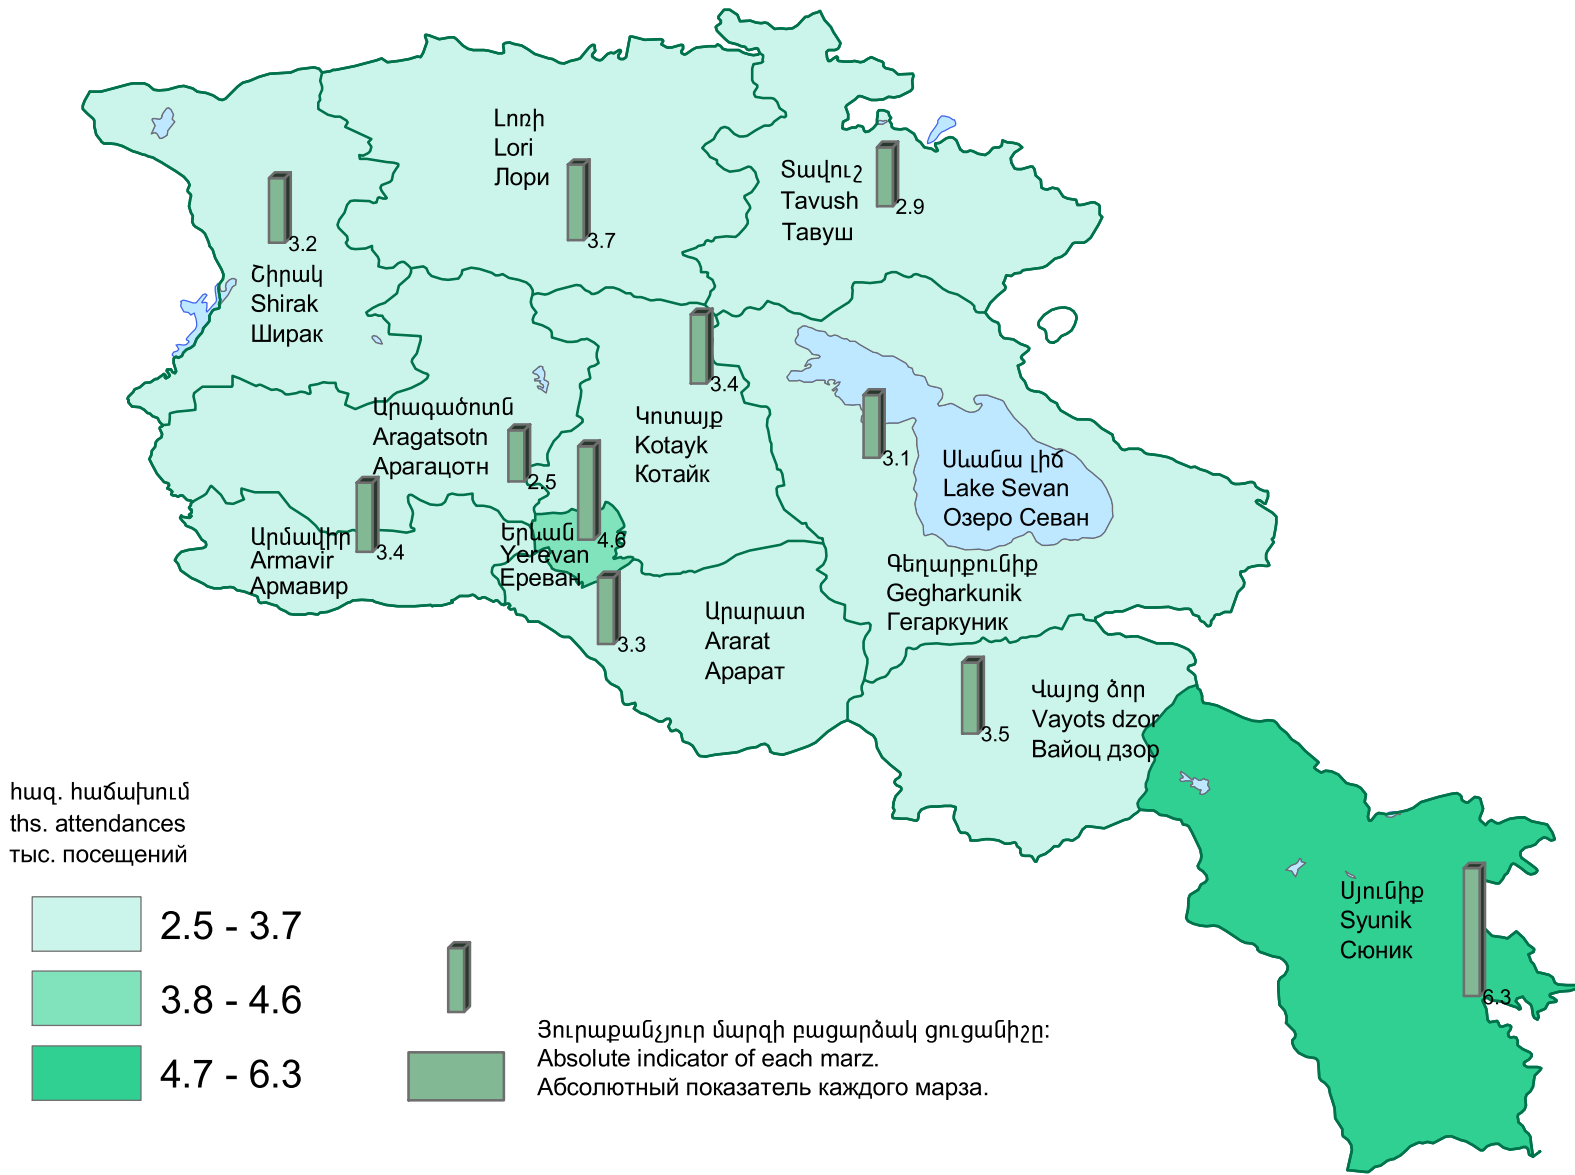 Լոռի
Lori
Лори
3.7
Տավուշ
Tavush
Тавуш
2.9
3.2
Շիրակ
Shirak
Ширак
3.4
Արագածոտն
Aragatsotn
Арагацотн
2.5
Կոտայք
Kotayk
Котайк
3.1
Սևանա լիճ
Lake Sevan
Озеро Севан
Արմավիր
Armavir
Армавир
3.4
Երևան
Yerevan
Ереван
4.6
Գեղարքունիք
Gegharkunik
Гегаркуник
3.3
Արարատ
Ararat
Арарат
3.5
Վայոց ձոր
Vayots dzor
Вайоц дзор
Սյունիք
Syunik
Сюник
6.3
հազ. հաճախում
ths. attendances
тыс. посещений
2.5 - 3.7
3.8 - 4.6
4.7 - 6.3
Յուրաքանչյուր մարզի բացարձակ ցուցանիշը:
Absolute indicator of each marz.
Абсолютный показатель каждого марза.